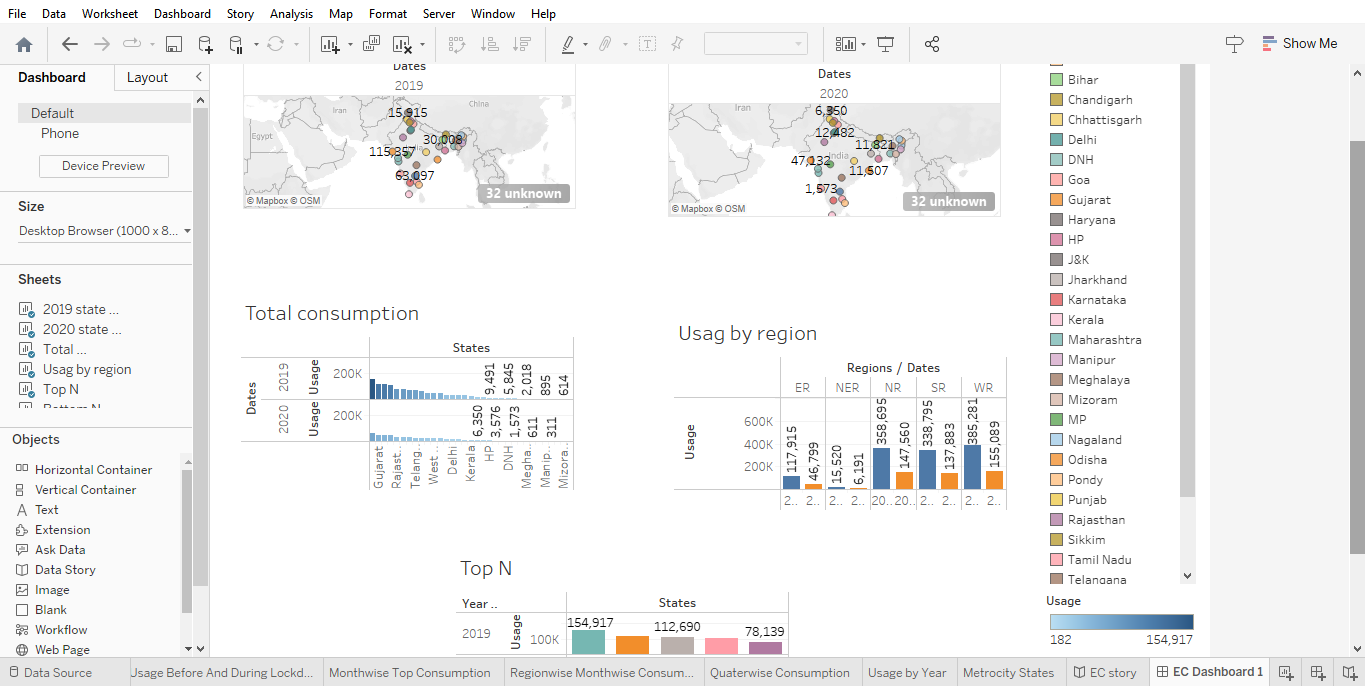 File Data Worksheet Dashboard Story Analysis Map Format Server Window Help
Show Me
Dashboard Layout
Default
Phone
Device Preview
Size
Desktop Browser (1000 x 8...
Sheets
2019 state ...
2020 state ...
Total ...
Usag by region
Top N
Bottom N
Objects
Horizontal Container
Vertical Container
Text
Extension
Ask Data
Data Story
Image
Blank
Workflow
Web Page
Dates
2019
Iran
China
Egypt
15,915
30,008
115,357
63,097
32 unknown
© Mapbox © OSM
Dates
2020
Iran
China
India
6,350
12,482
11,821
47,132
11,507
1,573
32 unknown
© Mapbox © OSM
Total consumption
States
Dates
2019 Usage 200K
9,491 5,845 2,018 895 614
2020 Usage 200K
6,350 3,576 1,573 611 311
Gujarat Rajast.. Telang.. West .. Delhi Kerala HP DNH Megha.. Manip.. Mizora..
Usag by region
Regions / Dates
ER NER NR SR WR
Usage
600K
400K
200K
117,915 46,799 15,520 6,191 358,695 147,560 338,795 137,883 385,281 155,089
2.. 2.. 2.. 2.. 20.. 20.. 2.. 2.. 2.. 2..
Top N
Year .. States
2019 Usage 100K
154,917 112,690 78,139
Bihar
Chandigarh
Chhattisgarh
Delhi
DNH
Goa
Gujarat
Haryana
HP
J&K
Jharkhand
Karnataka
Kerala
Maharashtra
Manipur
Meghalaya
Mizoram
MP
Nagaland
Odisha
Pondy
Punjab
Rajasthan
Sikkim
Tamil Nadu
Telangana
Usage
182 154,917
Data Source Usage Before And During Lockd... Monthwise Top Consumption Regionwise Monthwise Consum... Quaterwise Consumption Usage by Year Metrocity States EC story EC Dashboard 1